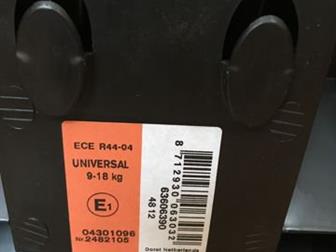 ECE R44-04
UNIVERSAL
9-18 kg
E1
04301096
Nr.2482105
8 712930 063032
63606390
4812
Dorel Netherlands